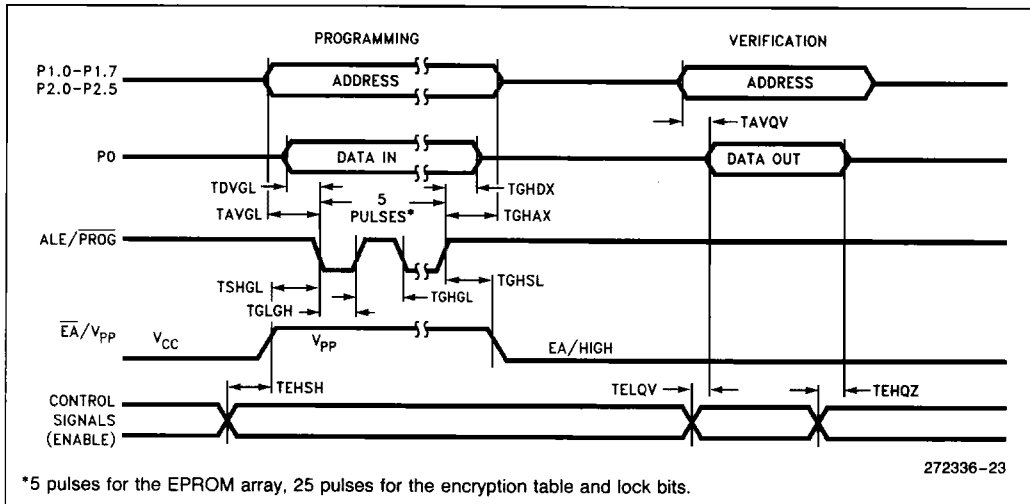 PROGRAMMING
VERIFICATION
P1.0–P1.7
P2.0–P2.5
ADDRESS
ADDRESS
TAVQV
P0
DATA IN
DATA OUT
TDVGL
TGHDX
5
PULSES*
TAVGL
TGHAX
ALE/PROG
TSHGL
TGHGL
TGHSL
TGLGH
EA/VPP
VCC
VPP
EA/HIGH
TEHSH
TELQV
TEHQZ
CONTROL
SIGNALS
(ENABLE)
272336–23
*5 pulses for the EPROM array, 25 pulses for the encryption table and lock bits.